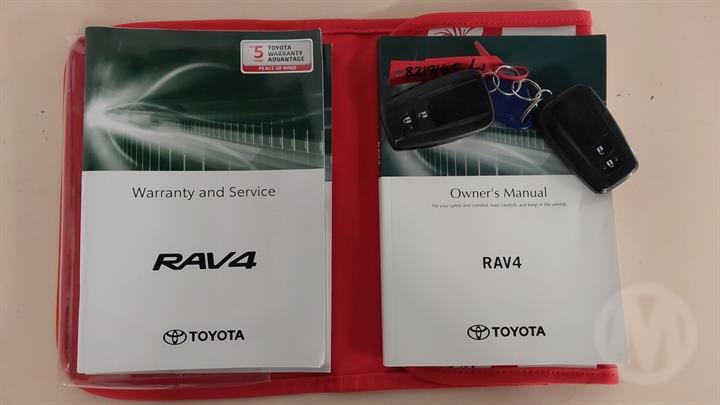 5
YEARS
TOYOTA
WARRANTY
ADVANTAGE
PEACE OF MIND
Warranty and Service
RAV4
TOYOTA
Owner's Manual
For your safety and comfort, read carefully and keep in the vehicle.
RAV4
TOYOTA
M